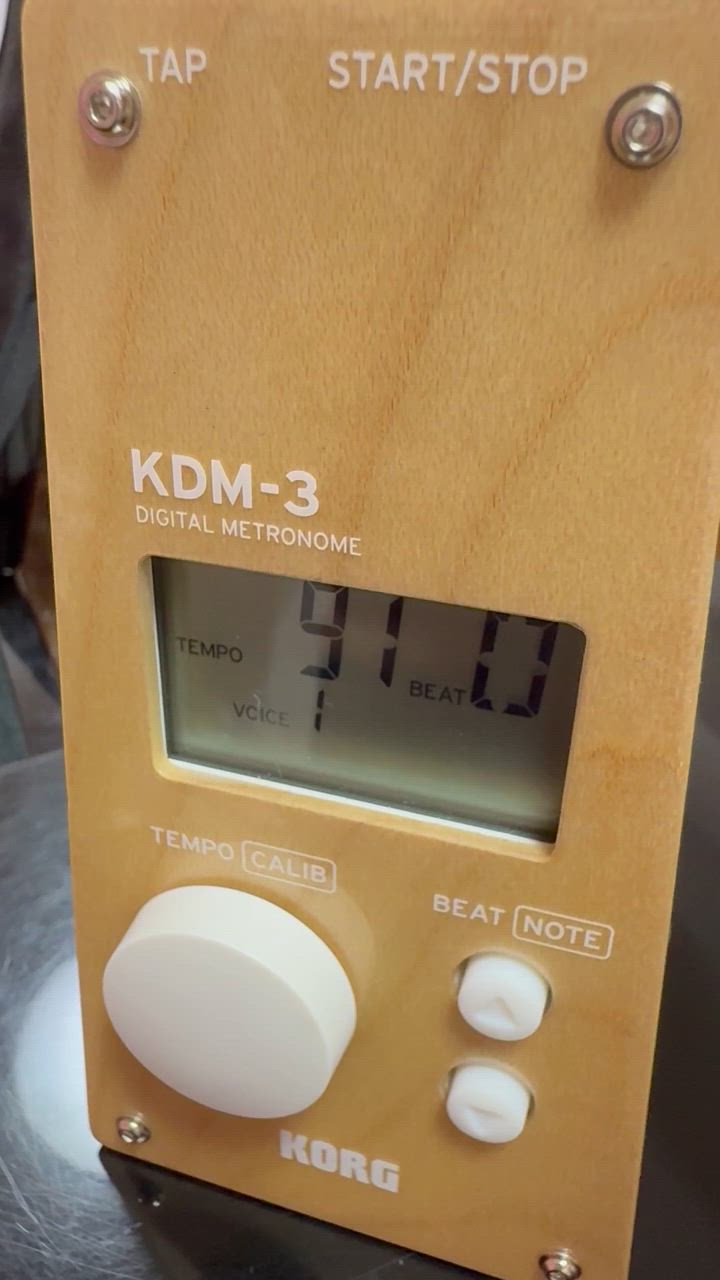 TAP START/STOP
KDM-3
DIGITAL METRONOME
TEMPO 91 BEAT 0
VOICE 1
TEMPO CALIB
BEAT NOTE
KORG